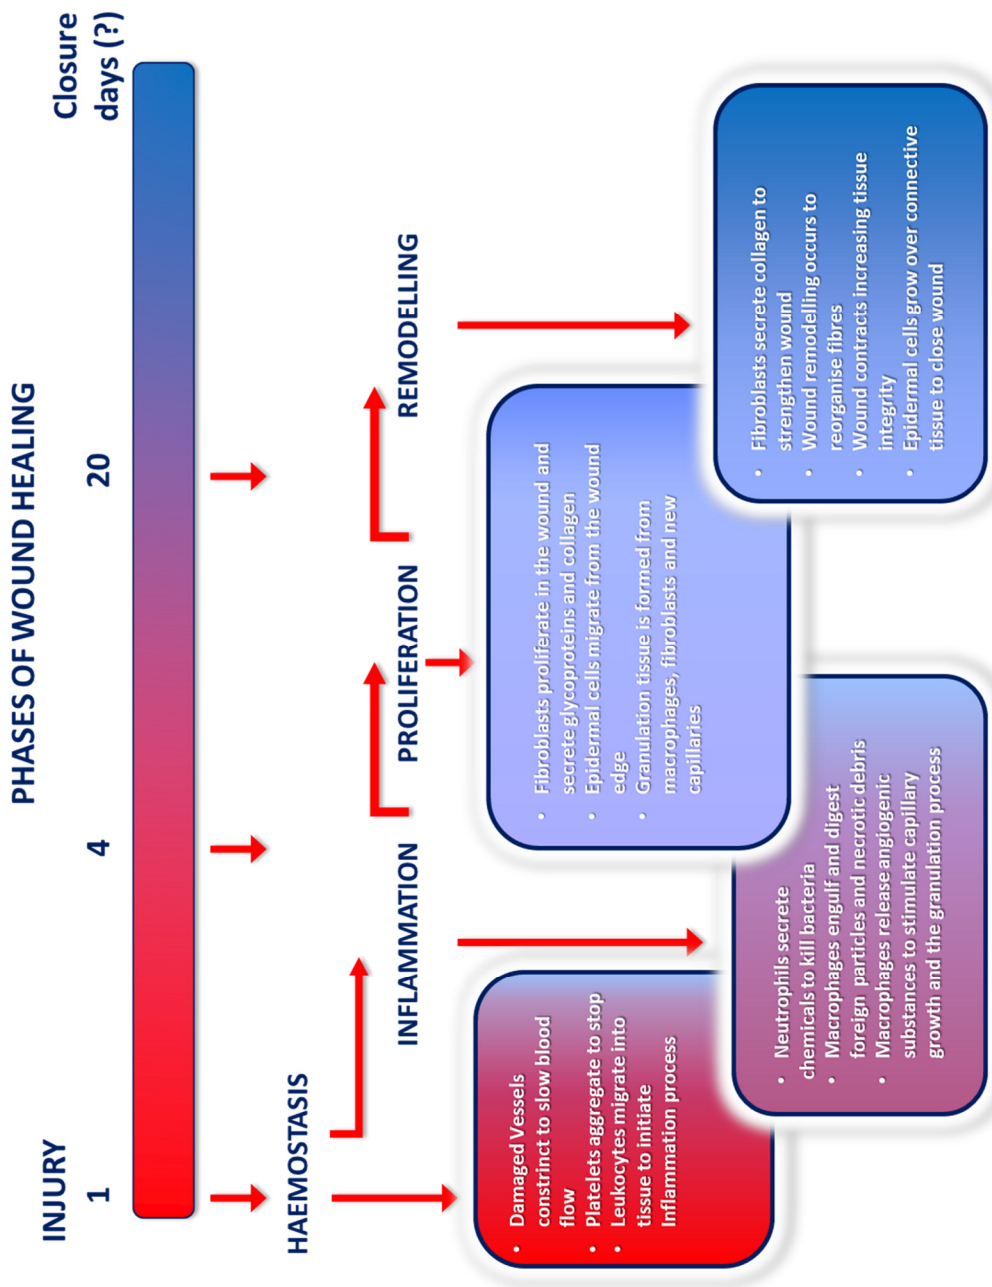 PHASES OF WOUND HEALING
INJURY
Closure
days (?)
1
4
20
HAEMOSTASIS
INFLAMMATION
PROLIFERATION
REMODELLING
• Damaged Vessels
constrinct to slow blood
flow
• Platelets aggregate to stop
• Leukocytes migrate into
tissue to initiate
Inflammation process
• Neutrophils secrete
chemicals to kill bacteria
• Macrophages engulf and digest
foreign particles and necrotic debris
• Macrophages release angiogenic
substances to stimulate capillary
growth and the granulation process
• Fibroblasts proliferate in the wound and
secrete glycoproteins and collagen
• Epidermal cells migrate from the wound
edge
• Granulation tissue is formed from
macrophages, fibroblasts and new
capillaries
• Fibroblasts secrete collagen to
strengthen wound
• Wound remodelling occurs to
reorganise fibres
• Wound contracts increasing tissue
integrity
• Epidermal cells grow over connective
tissue to close wound